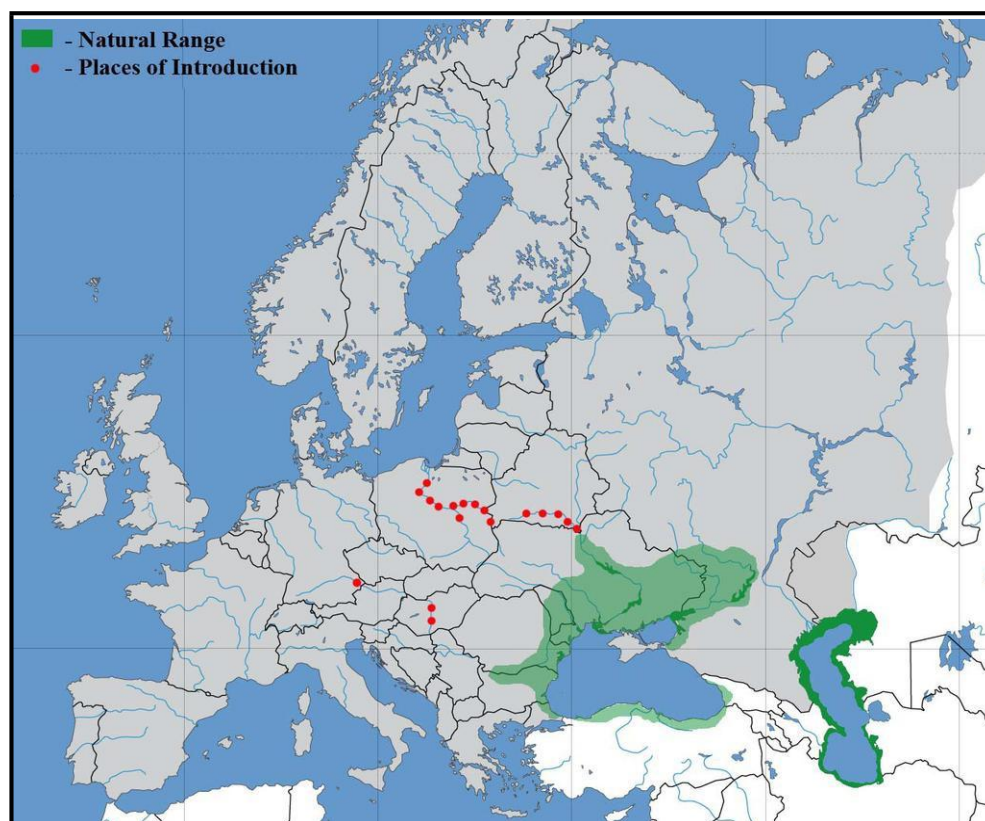 - Natural Range
- Places of Introduction